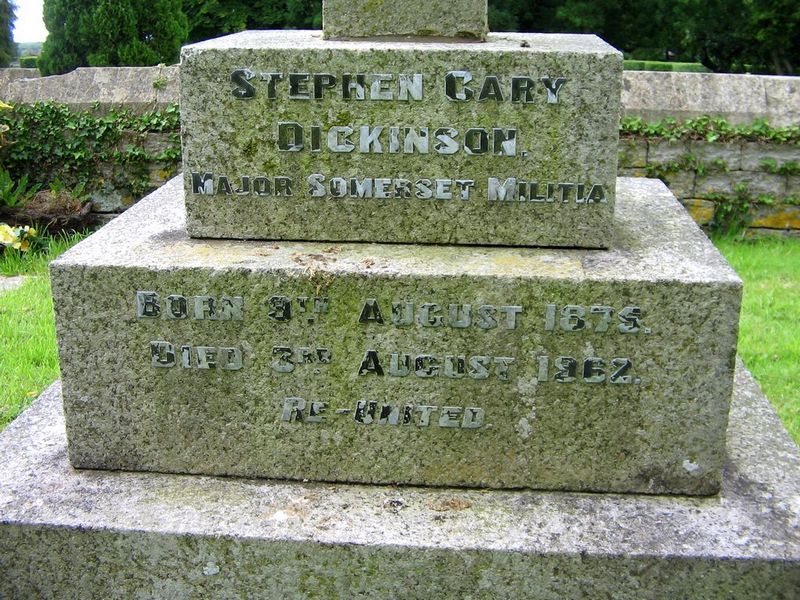 STEPHEN CARY
DICKINSON.
MAJOR SOMERSET MILITIA
BORN 9TH AUGUST 1875.
DIED 3RD AUGUST 1962.
RE-UNITED.